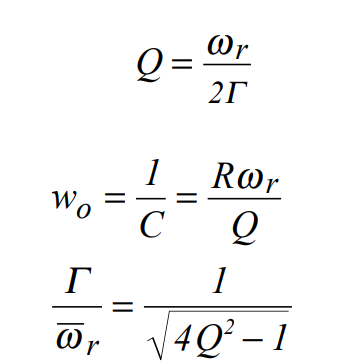 Q = ω_r / 2Γ
w_o = 1 / C = Rω_r / Q
Γ / ω̅_r = 1 / √(4Q² − 1)